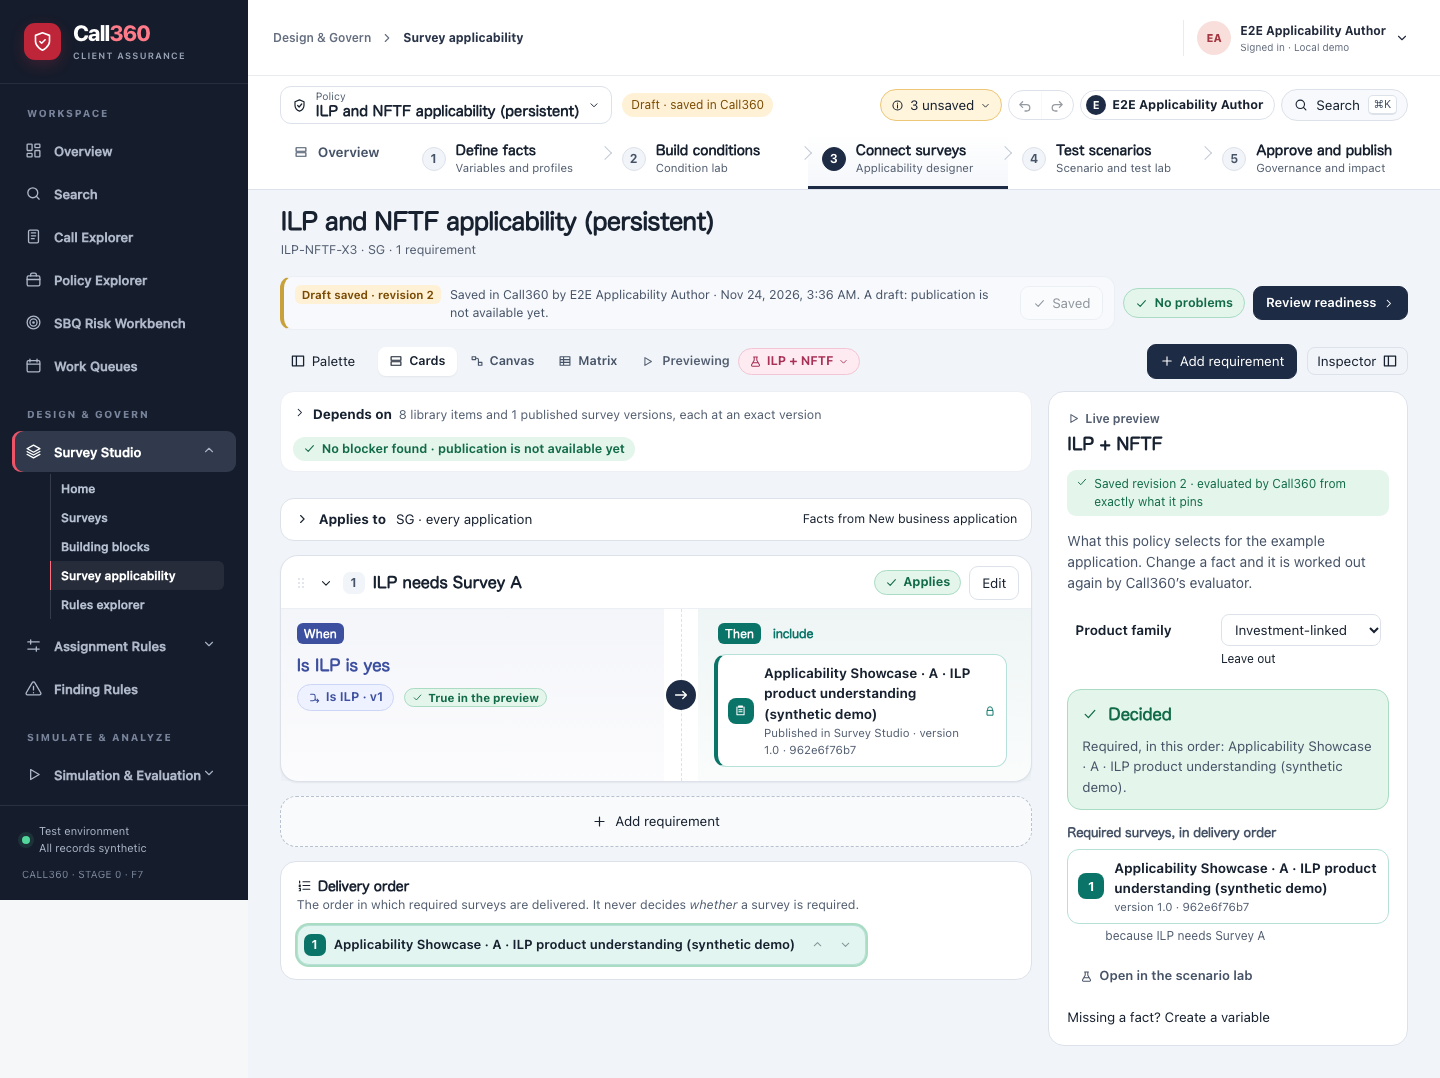 Call360
CLIENT ASSURANCE
WORKSPACE
Overview
Search
Call Explorer
Policy Explorer
SBQ Risk Workbench
Work Queues
DESIGN & GOVERN
Survey Studio
Home
Surveys
Building blocks
Survey applicability
Rules explorer
Assignment Rules
Finding Rules
SIMULATE & ANALYZE
Simulation & Evaluation
Test environment
All records synthetic
CALL360 · STAGE 0 · F7
Design & Govern
Survey applicability
EA
E2E Applicability Author
Signed in · Local demo
Policy
ILP and NFTF applicability (persistent)
Draft · saved in Call360
3 unsaved
E
E2E Applicability Author
Search
⌘K
Overview
1
Define facts
Variables and profiles
2
Build conditions
Condition lab
3
Connect surveys
Applicability designer
4
Test scenarios
Scenario and test lab
5
Approve and publish
Governance and impact
ILP and NFTF applicability (persistent)
ILP-NFTF-X3 · SG · 1 requirement
Draft saved · revision 2
Saved in Call360 by E2E Applicability Author · Nov 24, 2026, 3:36 AM. A draft: publication is
not available yet.
Saved
No problems
Review readiness
Palette
Cards
Canvas
Matrix
Previewing
ILP + NFTF
Add requirement
Inspector
Depends on 8 library items and 1 published survey versions, each at an exact version
No blocker found · publication is not available yet
Applies to SG · every application
Facts from New business application
1
ILP needs Survey A
Applies
Edit
When
Is ILP is yes
Is ILP · v1
True in the preview
Then include
Applicability Showcase · A · ILP
product understanding
(synthetic demo)
Published in Survey Studio · version
1.0 · 962e6f76b7
Add requirement
Delivery order
The order in which required surveys are delivered. It never decides whether a survey is required.
1
Applicability Showcase · A · ILP product understanding (synthetic demo)
Live preview
ILP + NFTF
Saved revision 2 · evaluated by Call360 from
exactly what it pins
What this policy selects for the example
application. Change a fact and it is worked out
again by Call360's evaluator.
Product family
Investment-linked
Leave out
Decided
Required, in this order: Applicability Showcase
· A · ILP product understanding (synthetic
demo).
Required surveys, in delivery order
1
Applicability Showcase · A · ILP product
understanding (synthetic demo)
version 1.0 · 962e6f76b7
because ILP needs Survey A
Open in the scenario lab
Missing a fact? Create a variable